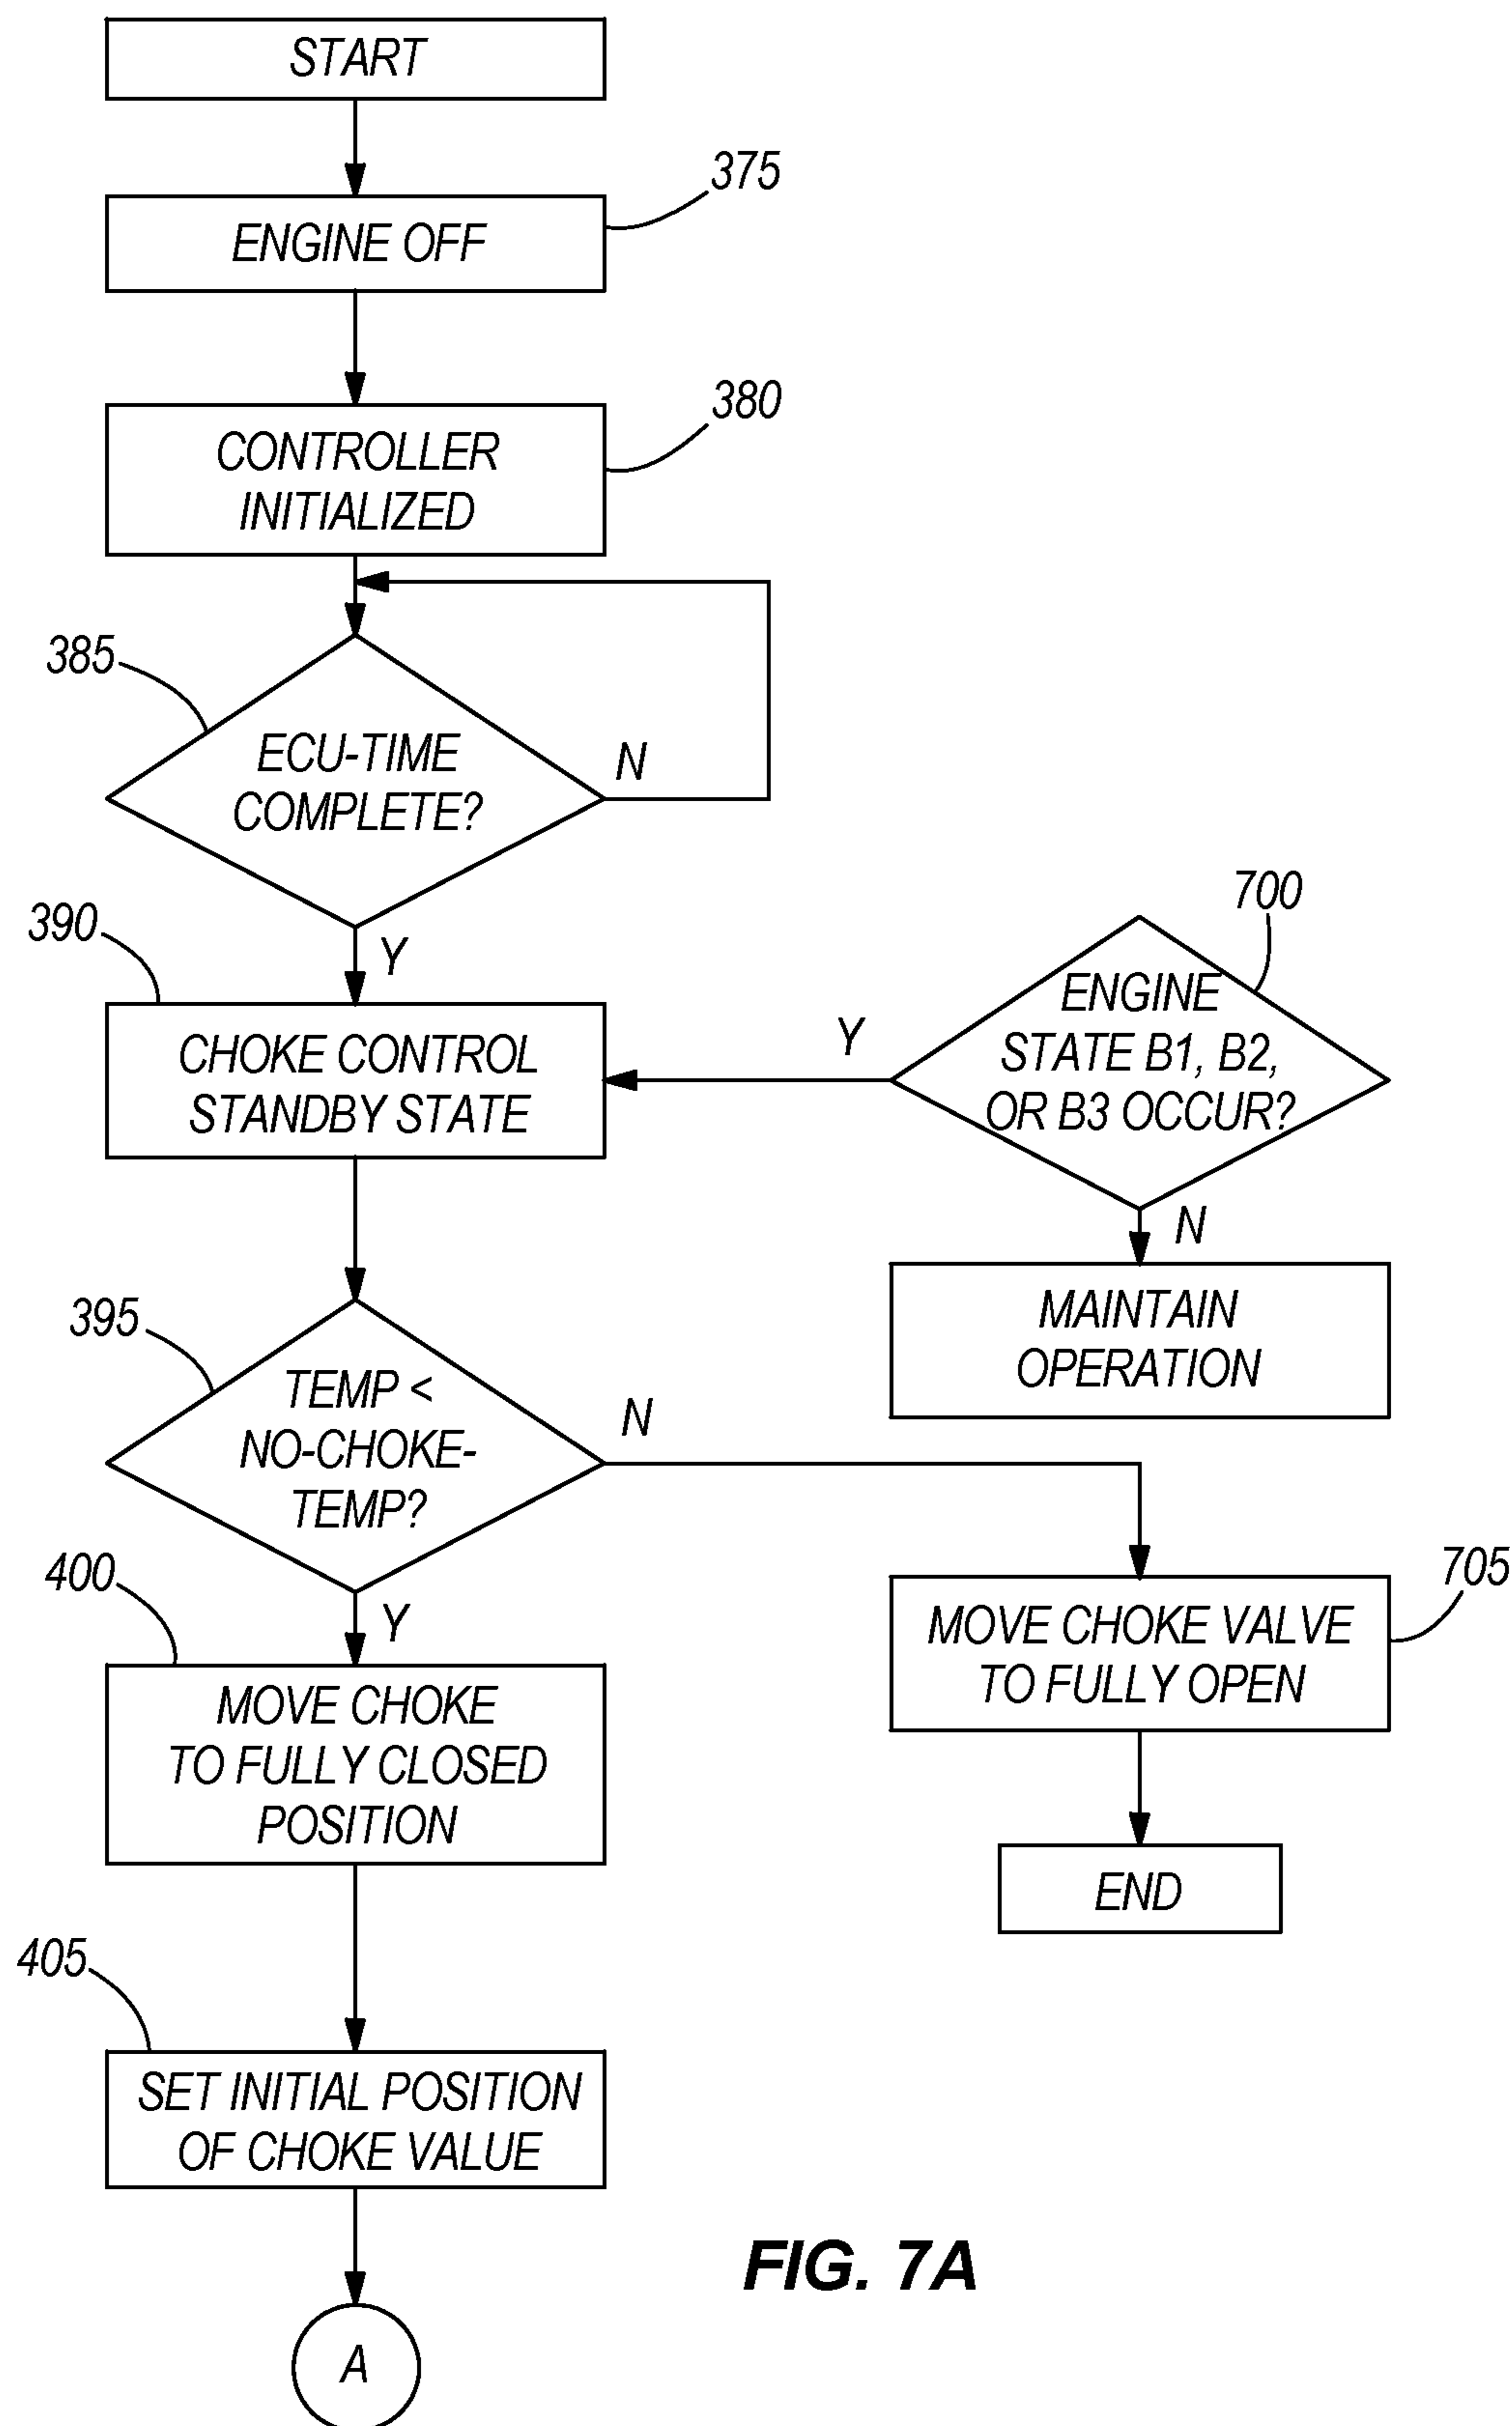 START
375
ENGINE OFF
380
CONTROLLER
INITIALIZED
385
ECU-TIME
COMPLETE?
N
Y
390
CHOKE CONTROL
STANDBY STATE
700
ENGINE
STATE B1, B2,
OR B3 OCCUR?
Y
N
MAINTAIN
OPERATION
395
TEMP <
NO-CHOKE-
TEMP?
N
Y
400
MOVE CHOKE
TO FULLY CLOSED
POSITION
705
MOVE CHOKE VALVE
TO FULLY OPEN
END
405
SET INITIAL POSITION
OF CHOKE VALUE
A
FIG. 7A